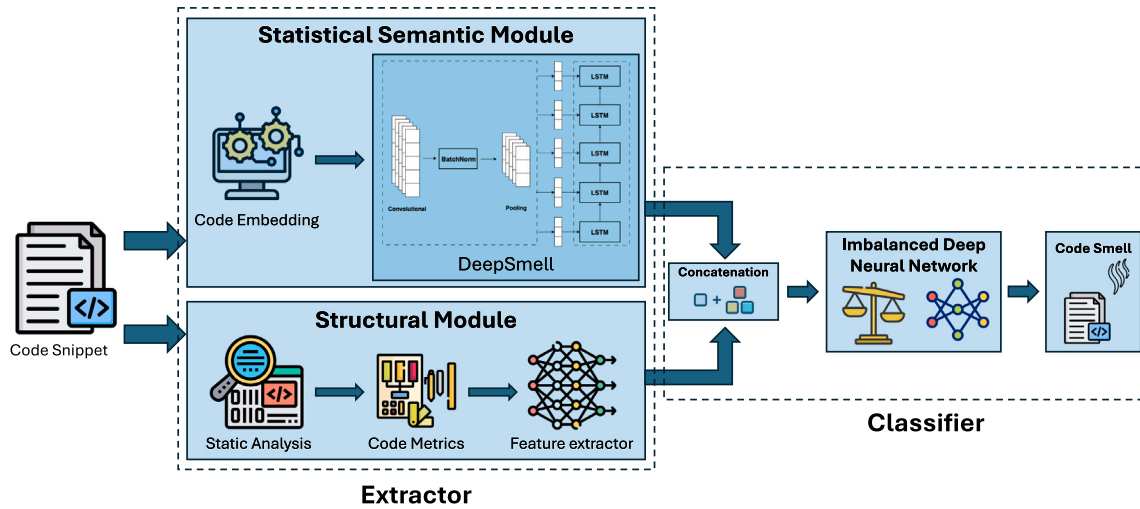 Statistical Semantic Module
Code Embedding
Convolutional
BatchNorm
Pooling
LSTM
LSTM
LSTM
LSTM
LSTM
DeepSmell
</>
Code Snippet
Structural Module
</>
Static Analysis
Code Metrics
Feature extractor
Extractor
Concatenation
+
Imbalanced Deep
Neural Network
Code Smell
</>
Classifier